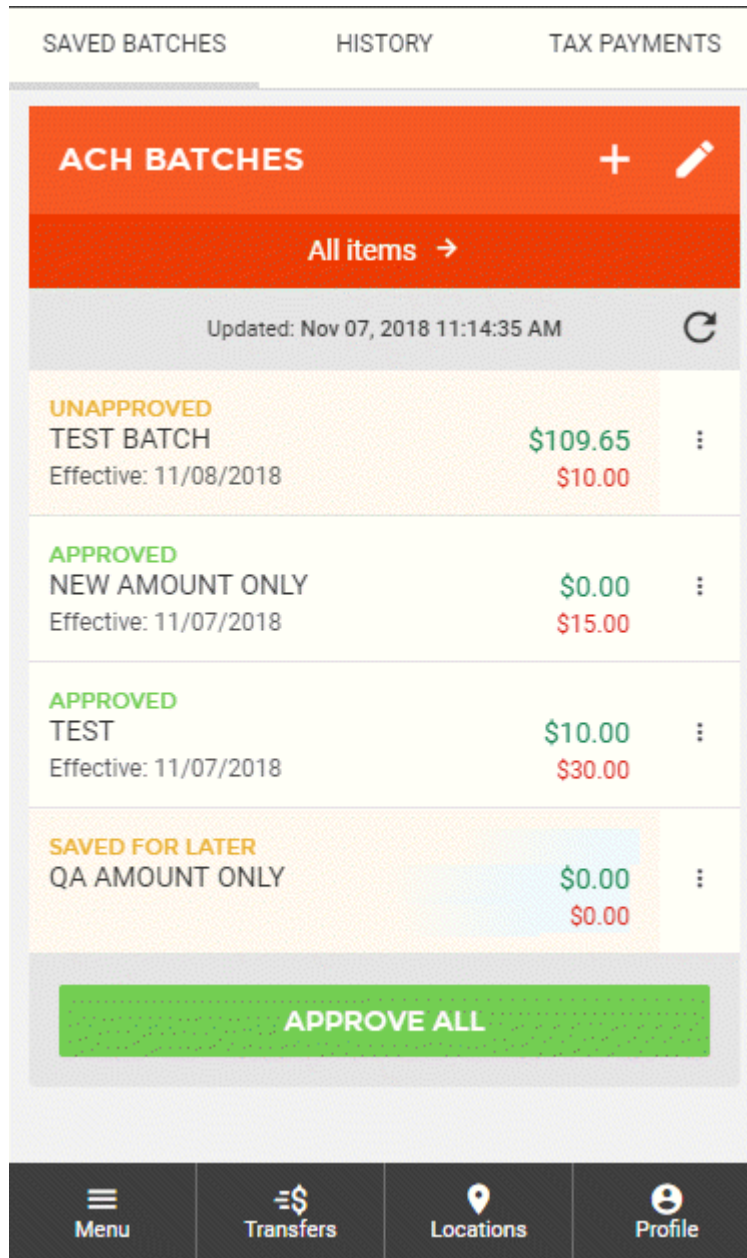 SAVED BATCHES HISTORY TAX PAYMENTS
ACH BATCHES
All items
Updated: Nov 07, 2018 11:14:35 AM
UNAPPROVED
TEST BATCH $109.65
Effective: 11/08/2018 $10.00
APPROVED
NEW AMOUNT ONLY $0.00
Effective: 11/07/2018 $15.00
APPROVED
TEST $10.00
Effective: 11/07/2018 $30.00
SAVED FOR LATER
QA AMOUNT ONLY $0.00
$0.00
APPROVE ALL
Menu Transfers Locations Profile